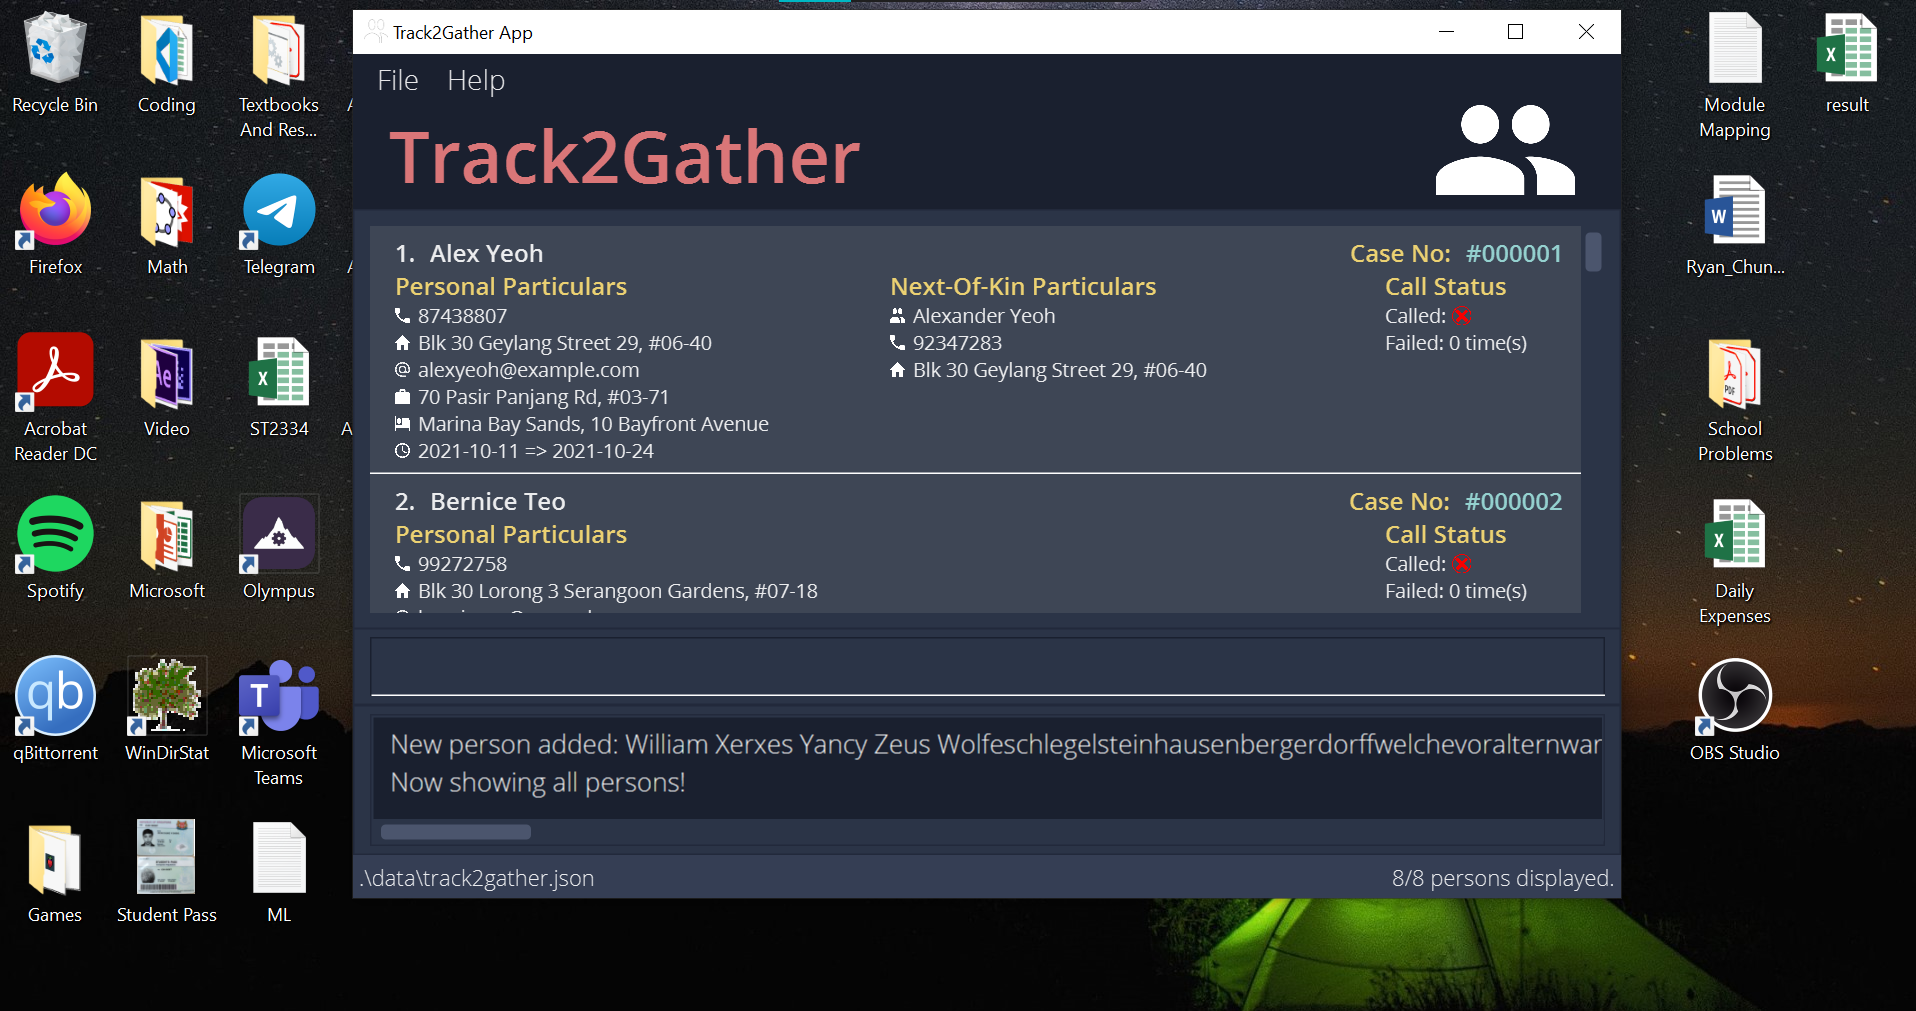 Track2Gather App
File Help
Track2Gather
1. Alex Yeoh
Case No: #000001
Personal Particulars
Next-Of-Kin Particulars
Call Status
87438807
Alexander Yeoh
Called:
Blk 30 Geylang Street 29, #06-40
92347283
Failed: 0 time(s)
alexyeoh@example.com
Blk 30 Geylang Street 29, #06-40
70 Pasir Panjang Rd, #03-71
Marina Bay Sands, 10 Bayfront Avenue
2021-10-11 => 2021-10-24
2. Bernice Teo
Case No: #000002
Personal Particulars
Call Status
99272758
Called:
Blk 30 Lorong 3 Serangoon Gardens, #07-18
Failed: 0 time(s)
New person added: William Xerxes Yancy Zeus Wolfeschlegelsteinhausenbergerdorffwelchevoralternwar
Now showing all persons!
.\data\track2gather.json
8/8 persons displayed.
Recycle Bin
Coding
Textbooks
And Res...
Firefox
Math
Telegram
Acrobat
Reader DC
Video
ST2334
A
Spotify
Microsoft
Olympus
qBittorrent
WinDirStat
Microsoft
Teams
Games
Student Pass
ML
Module
Mapping
result
Ryan_Chun...
School
Problems
Daily
Expenses
OBS Studio